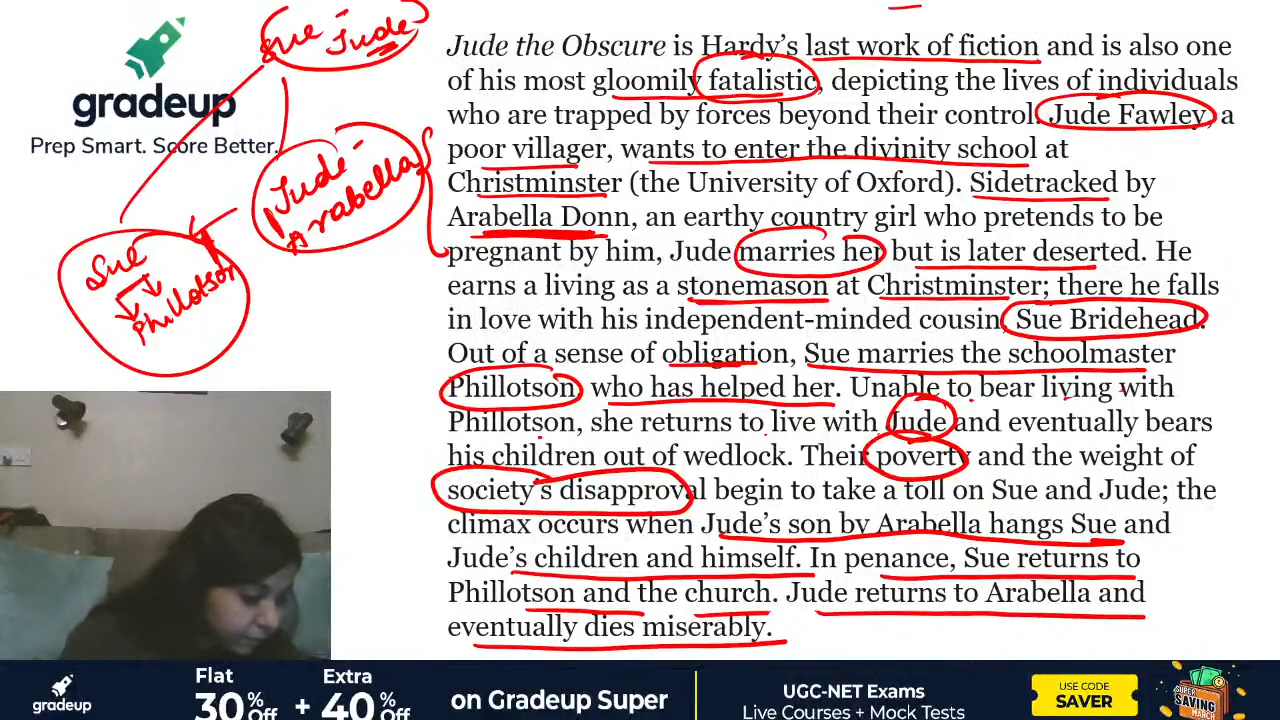 Sue Jude
gradeup
Prep Smart. Score Better.
Jude -
Arabella
Sue
Phillotson
Jude the Obscure is Hardy's last work of fiction and is also one
of his most gloomily fatalistic, depicting the lives of individuals
who are trapped by forces beyond their control. Jude Fawley, a
poor villager, wants to enter the divinity school at
Christminster (the University of Oxford). Sidetracked by
Arabella Donn, an earthy country girl who pretends to be
pregnant by him, Jude marries her but is later deserted. He
earns a living as a stonemason at Christminster; there he falls
in love with his independent-minded cousin, Sue Bridehead.
Out of a sense of obligation, Sue marries the schoolmaster
Phillotson, who has helped her. Unable to bear living with
Phillotson, she returns to live with Jude and eventually bears
his children out of wedlock. Their poverty and the weight of
society's disapproval begin to take a toll on Sue and Jude; the
climax occurs when Jude's son by Arabella hangs Sue and
Jude's children and himself. In penance, Sue returns to
Phillotson and the church. Jude returns to Arabella and
eventually dies miserably.
gradeup
Flat
30% Off
+
Extra
40% Off
on Gradeup Super
UGC-NET Exams
Live Courses + Mock Tests
USE CODE
SAVER
SUPER
SAVING
MARCH